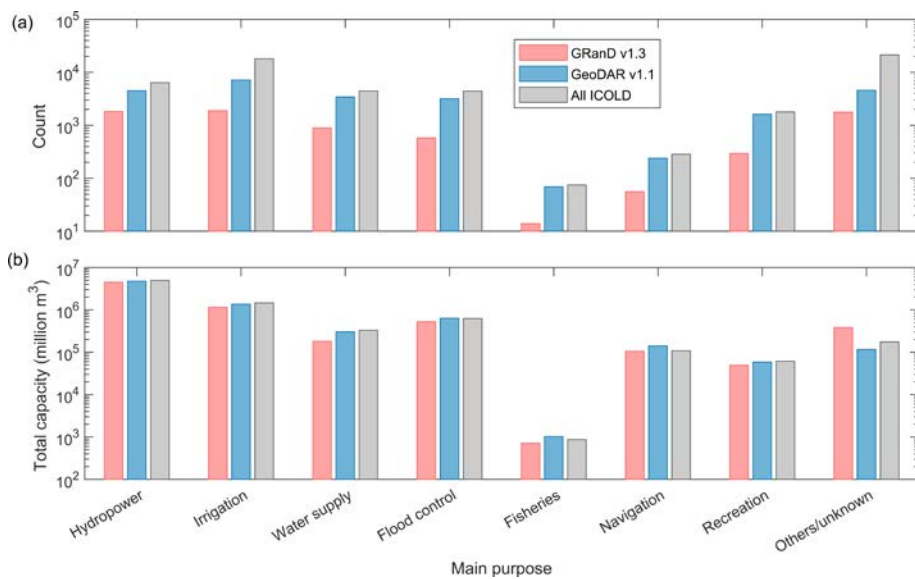 (a)
10^5
10^4
10^3
10^2
10^1
Count
GRanD v1.3
GeoDAR v1.1
All ICOLD
(b)
10^7
10^6
10^5
10^4
10^3
10^2
Total capacity (million m^3)
Hydropower
Irrigation
Water supply
Flood control
Fisheries
Navigation
Recreation
Others/unknown
Main purpose